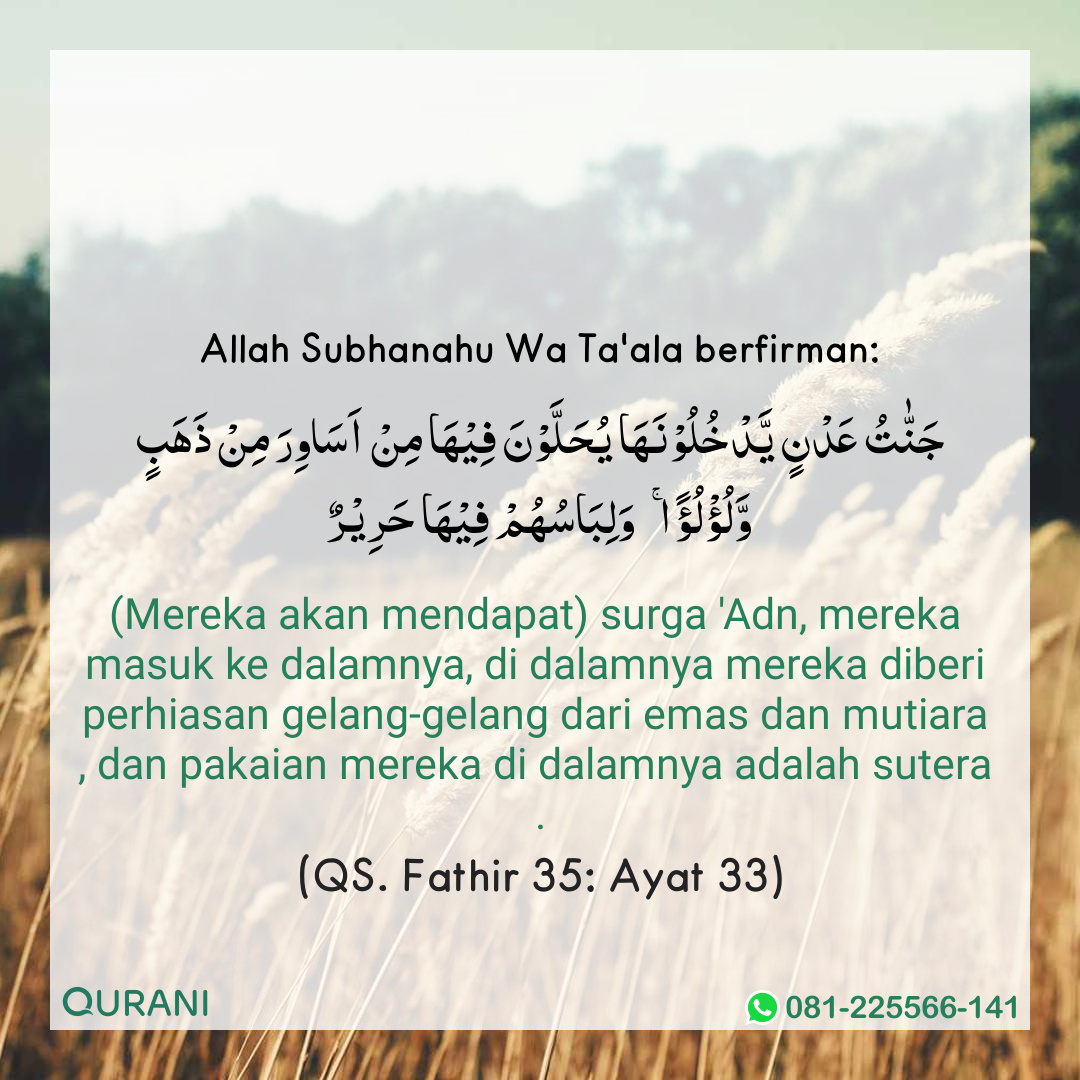 Allah Subhanahu Wa Ta'ala berfirman:
جَنّٰتُ عَدْنٍ يَّدْخُلُوْنَهَا يُحَلَّوْنَ فِيْهَا مِنْ اَسَاوِرَ مِنْ ذَهَبٍ
وَّلُؤْلُؤًا ۚ وَلِبَاسُهُمْ فِيْهَا حَرِيْرٌ
(Mereka akan mendapat) surga 'Adn, mereka
masuk ke dalamnya, di dalamnya mereka diberi
perhiasan gelang-gelang dari emas dan mutiara
, dan pakaian mereka di dalamnya adalah sutera
.
(QS. Fathir 35: Ayat 33)
QURANI
081-225566-141